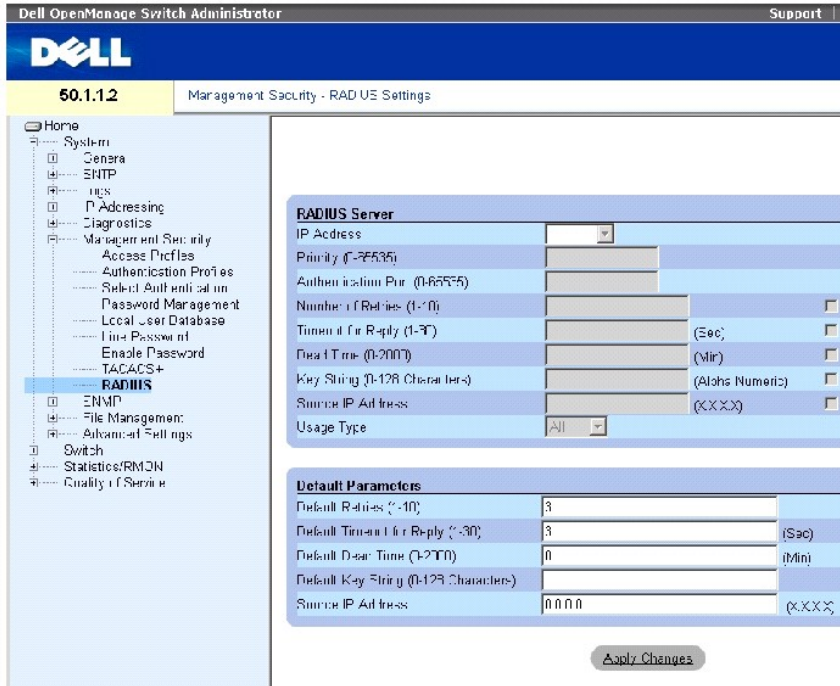 Dell OpenManage Switch Administrator
Support
DELL
50.1.1.2
Management Security - RADIUS Settings
Home
System
General
SNTP
Logs
IP Addressing
Diagnostics
Management Security
Access Profiles
Authentication Profiles
Select Authentication
Password Management
Local User Database
Line Password
Enable Password
TACACS+
RADIUS
SNMP
File Management
Advanced Settings
Switch
Statistics/RMON
Quality of Service
RADIUS Server
IP Address
Priority (0-65535)
Authentication Port (0-65535)
Number of Retries (1-10)
Timeout for Reply (1-30) (Sec)
Dead Time (0-2000) (Min)
Key String (0-128 Characters) (Alpha Numeric)
Source IP Address (X.X.X.X)
Usage Type All
Default Parameters
Default Retries (1-10) 3
Default Timeout for Reply (1-30) 3 (Sec)
Default Dead Time (0-2000) 0 (Min)
Default Key String (0-128 Characters)
Source IP Address 0.0.0.0 (X.X.X.X)
Apply Changes